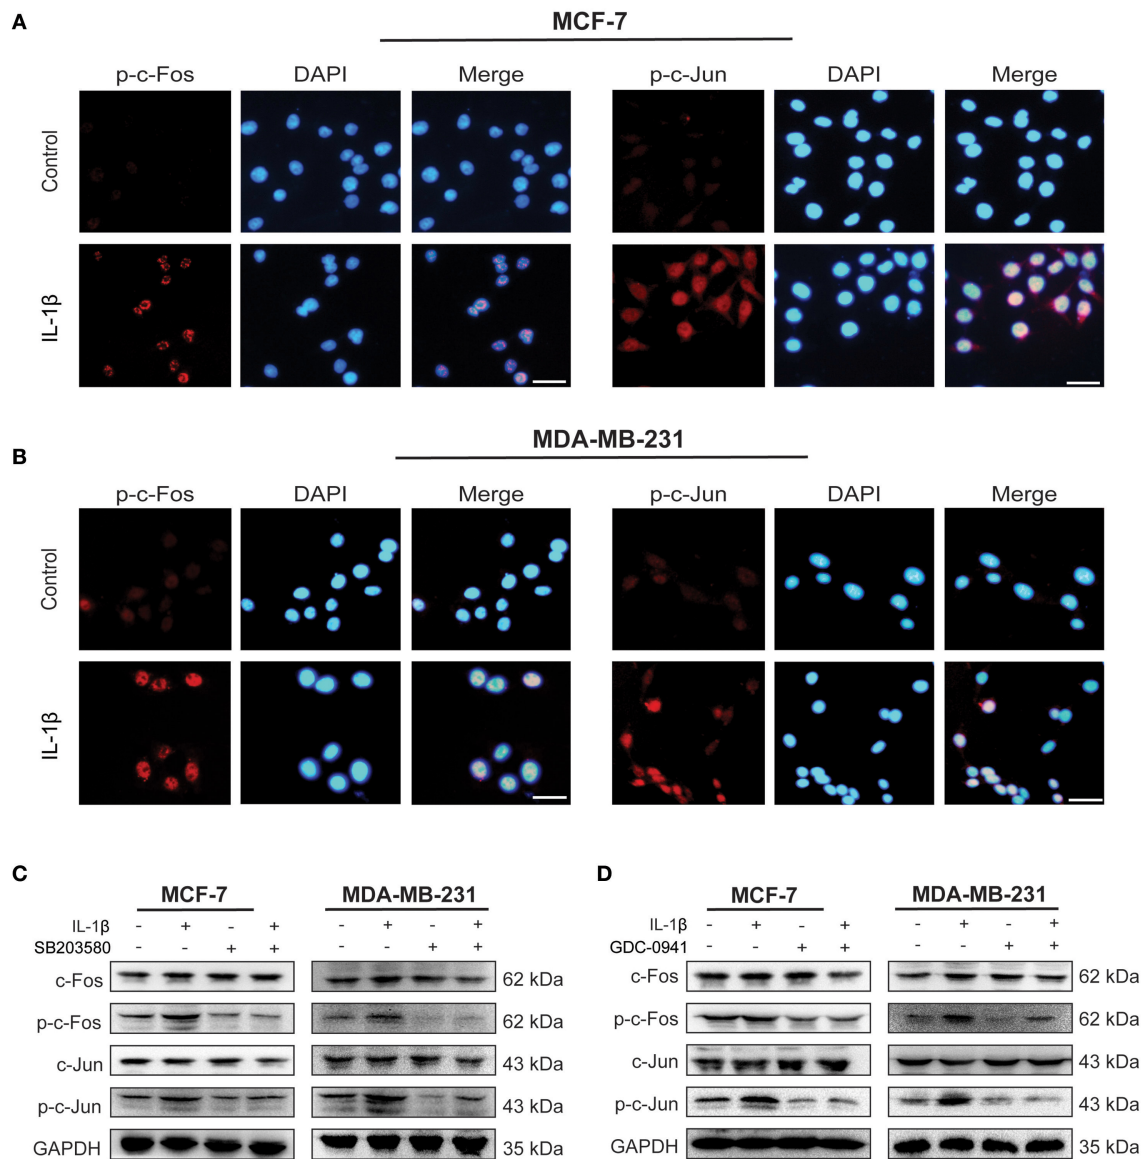 A
MCF-7
p-c-Fos DAPI Merge p-c-Jun DAPI Merge
Control
IL-1β
B
MDA-MB-231
p-c-Fos DAPI Merge p-c-Jun DAPI Merge
Control
IL-1β
C
MCF-7 MDA-MB-231
IL-1β - + - + - + - +
SB203580 - - + + - - + +
c-Fos 62 kDa
p-c-Fos 62 kDa
c-Jun 43 kDa
p-c-Jun 43 kDa
GAPDH 35 kDa
D
MCF-7 MDA-MB-231
IL-1β - + - + - + - +
GDC-0941 - - + + - - + +
c-Fos 62 kDa
p-c-Fos 62 kDa
c-Jun 43 kDa
p-c-Jun 43 kDa
GAPDH 35 kDa